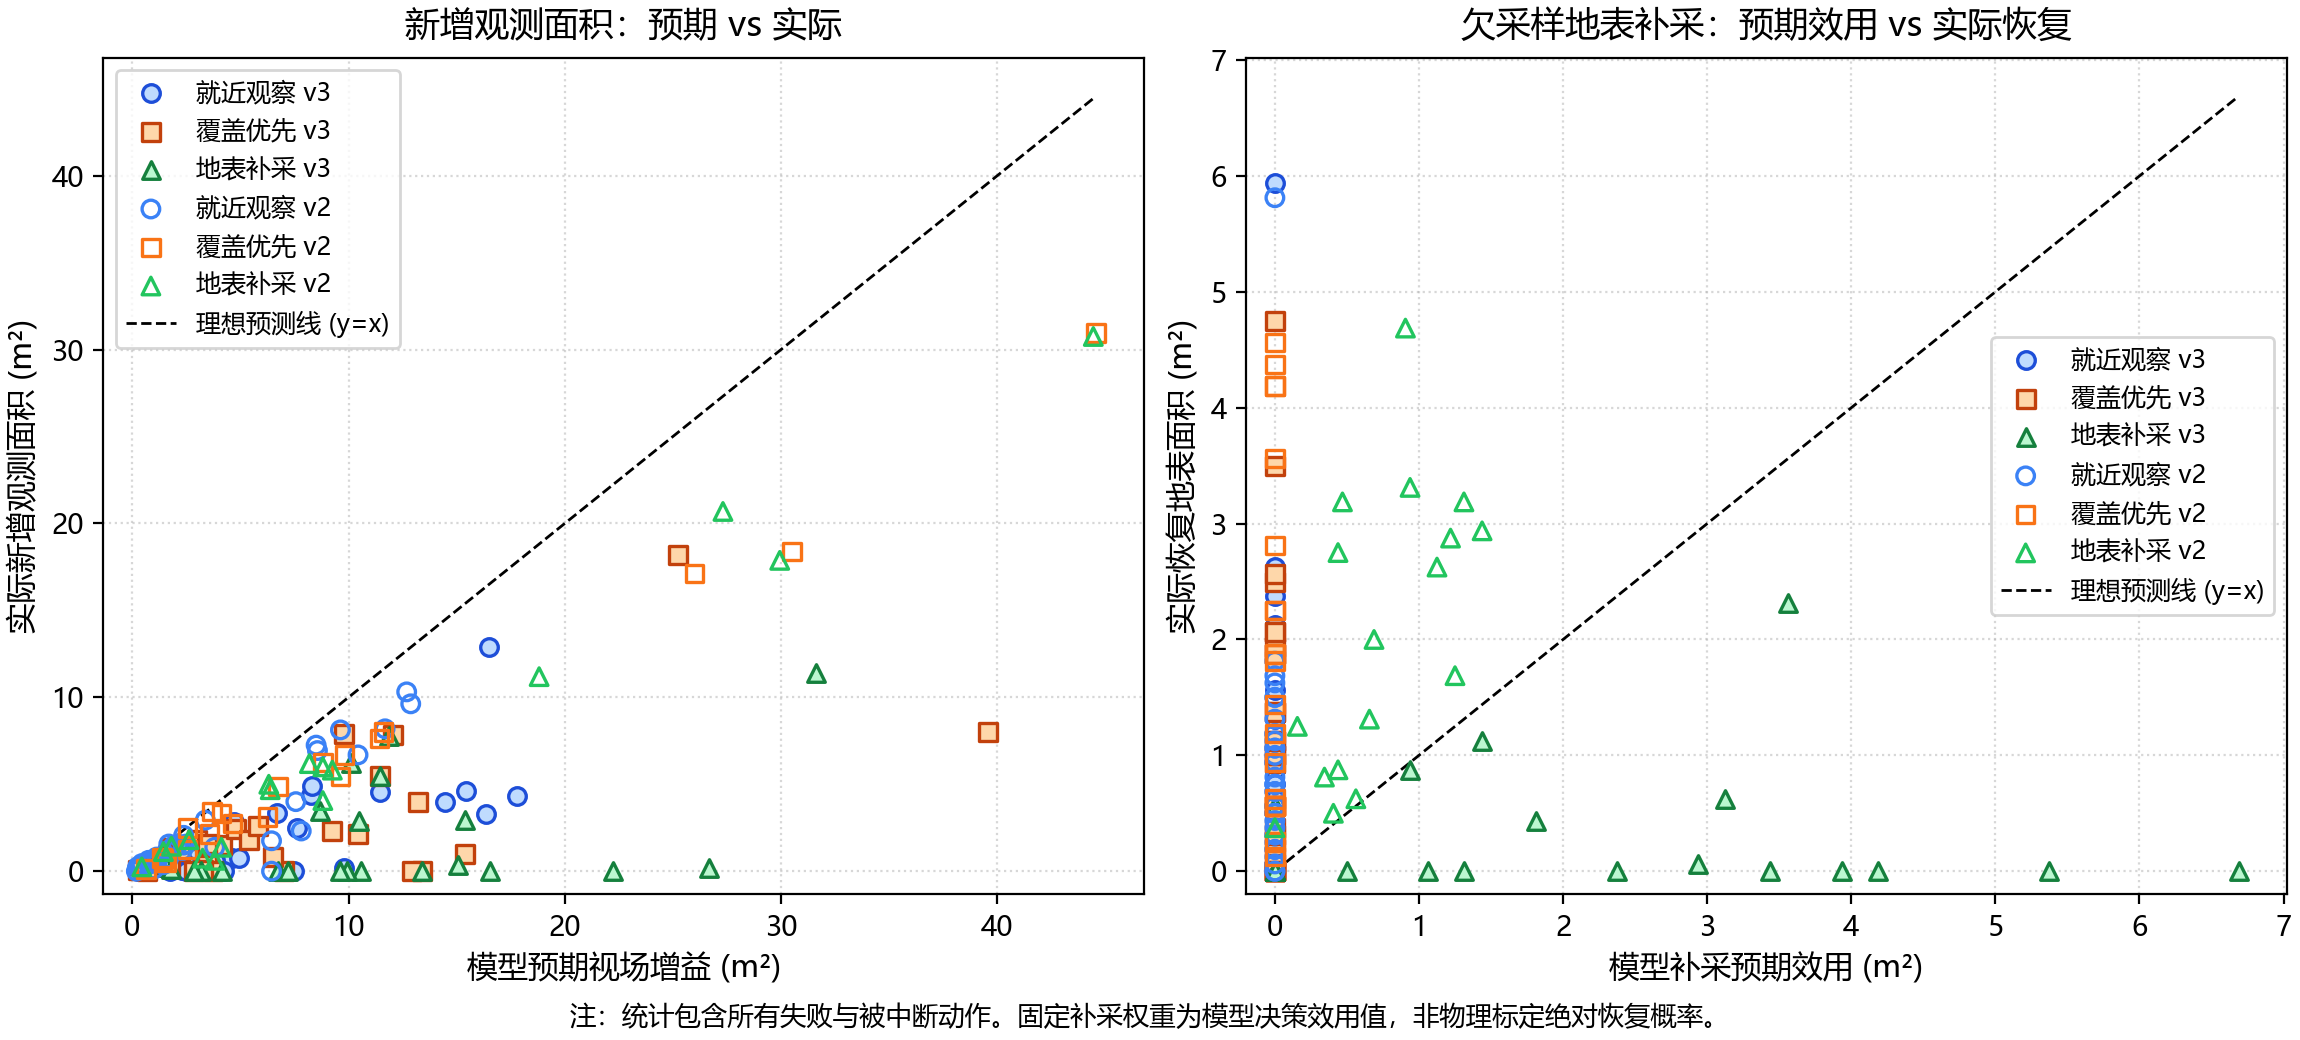 新增观测面积：预期 vs 实际
就近观察 v3
覆盖优先 v3
地表补采 v3
就近观察 v2
覆盖优先 v2
地表补采 v2
理想预测线 (y=x)
实际新增观测面积 (m²)
40
30
20
10
0
0 10 20 30 40
模型预期视场增益 (m²)
欠采样地表补采：预期效用 vs 实际恢复
就近观察 v3
覆盖优先 v3
地表补采 v3
就近观察 v2
覆盖优先 v2
地表补采 v2
理想预测线 (y=x)
实际恢复地表面积 (m²)
7
6
5
4
3
2
1
0
0 1 2 3 4 5 6 7
模型补采预期效用 (m²)
注：统计包含所有失败与被中断动作。固定补采权重为模型决策效用值，非物理标定绝对恢复概率。